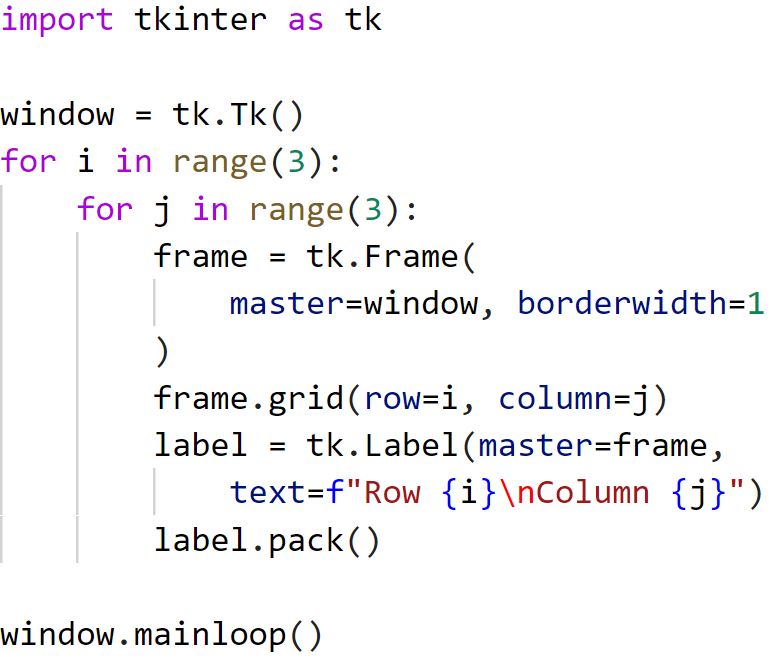 import tkinter as tk

window = tk.Tk()
for i in range(3):
    for j in range(3):
        frame = tk.Frame(
            master=window, borderwidth=1
        )
        frame.grid(row=i, column=j)
        label = tk.Label(master=frame,
            text=f"Row {i}\nColumn {j}")
        label.pack()

window.mainloop()